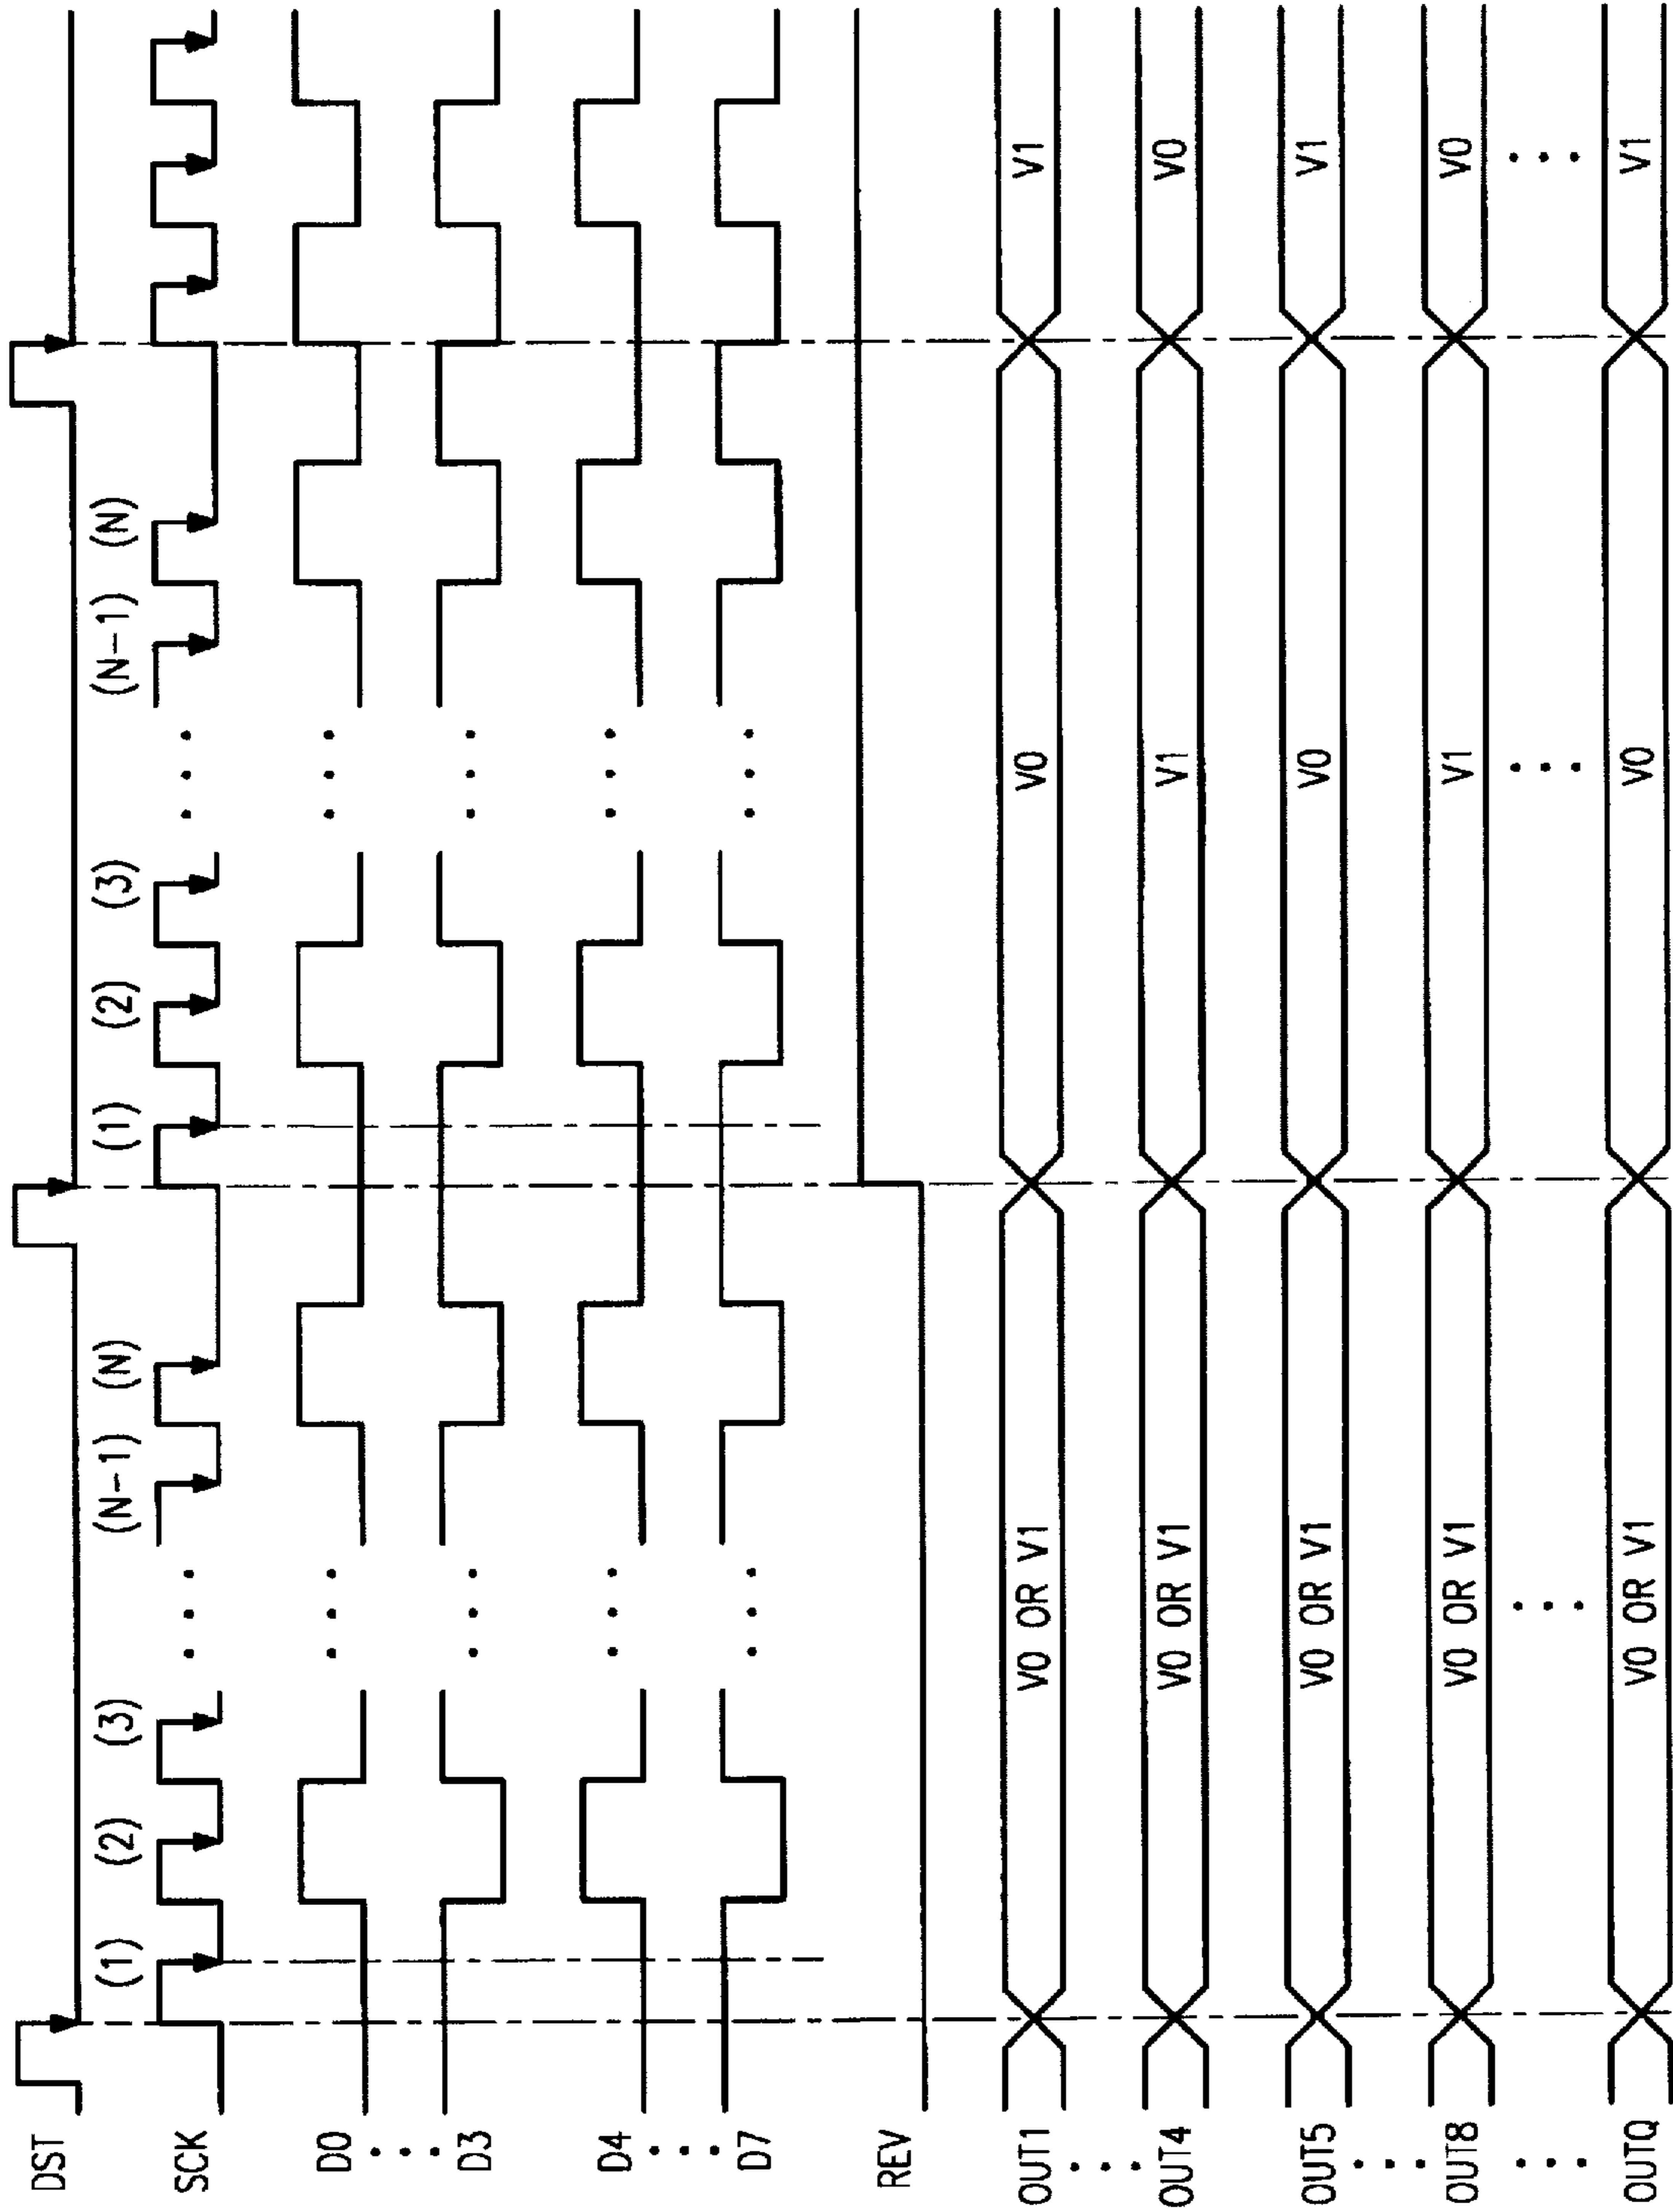 DST
(1) (2) (3) (N-1) (N) (1) (2) (3) (N-1) (N)
SCK
D0
D3
D4
D7
REV
OUT1 V0 OR V1 V0 V1
OUT4 V0 OR V1 V1 V0
OUT5 V0 OR V1 V0 V1
OUT8 V0 OR V1 V1 V0
OUTQ V0 OR V1 V0 V1